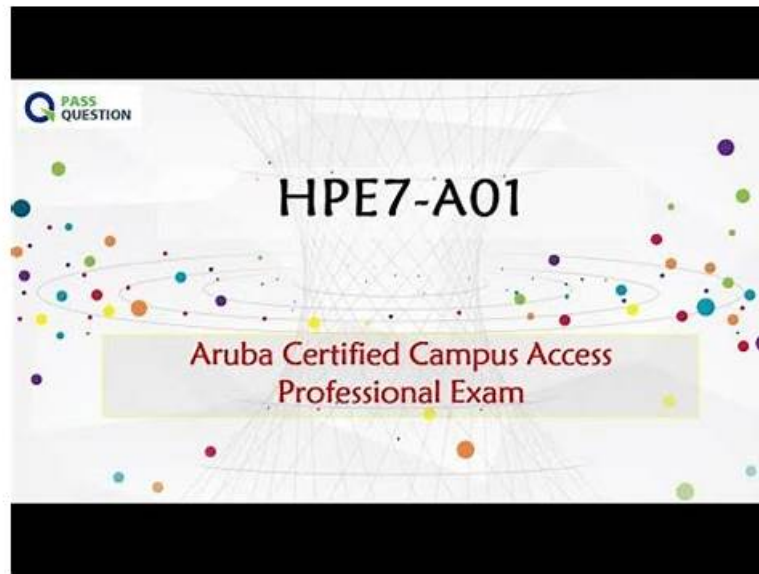 PASS
QUESTION
HPE7-A01
Aruba Certified Campus Access
Professional Exam